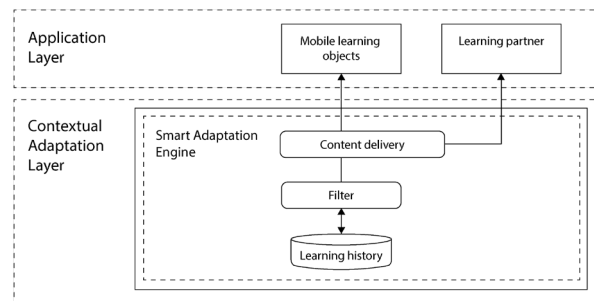 Application
Layer
Mobile learning
objects
Learning partner
Contextual
Adaptation
Layer
Smart Adaptation
Engine
Content delivery
Filter
Learning history